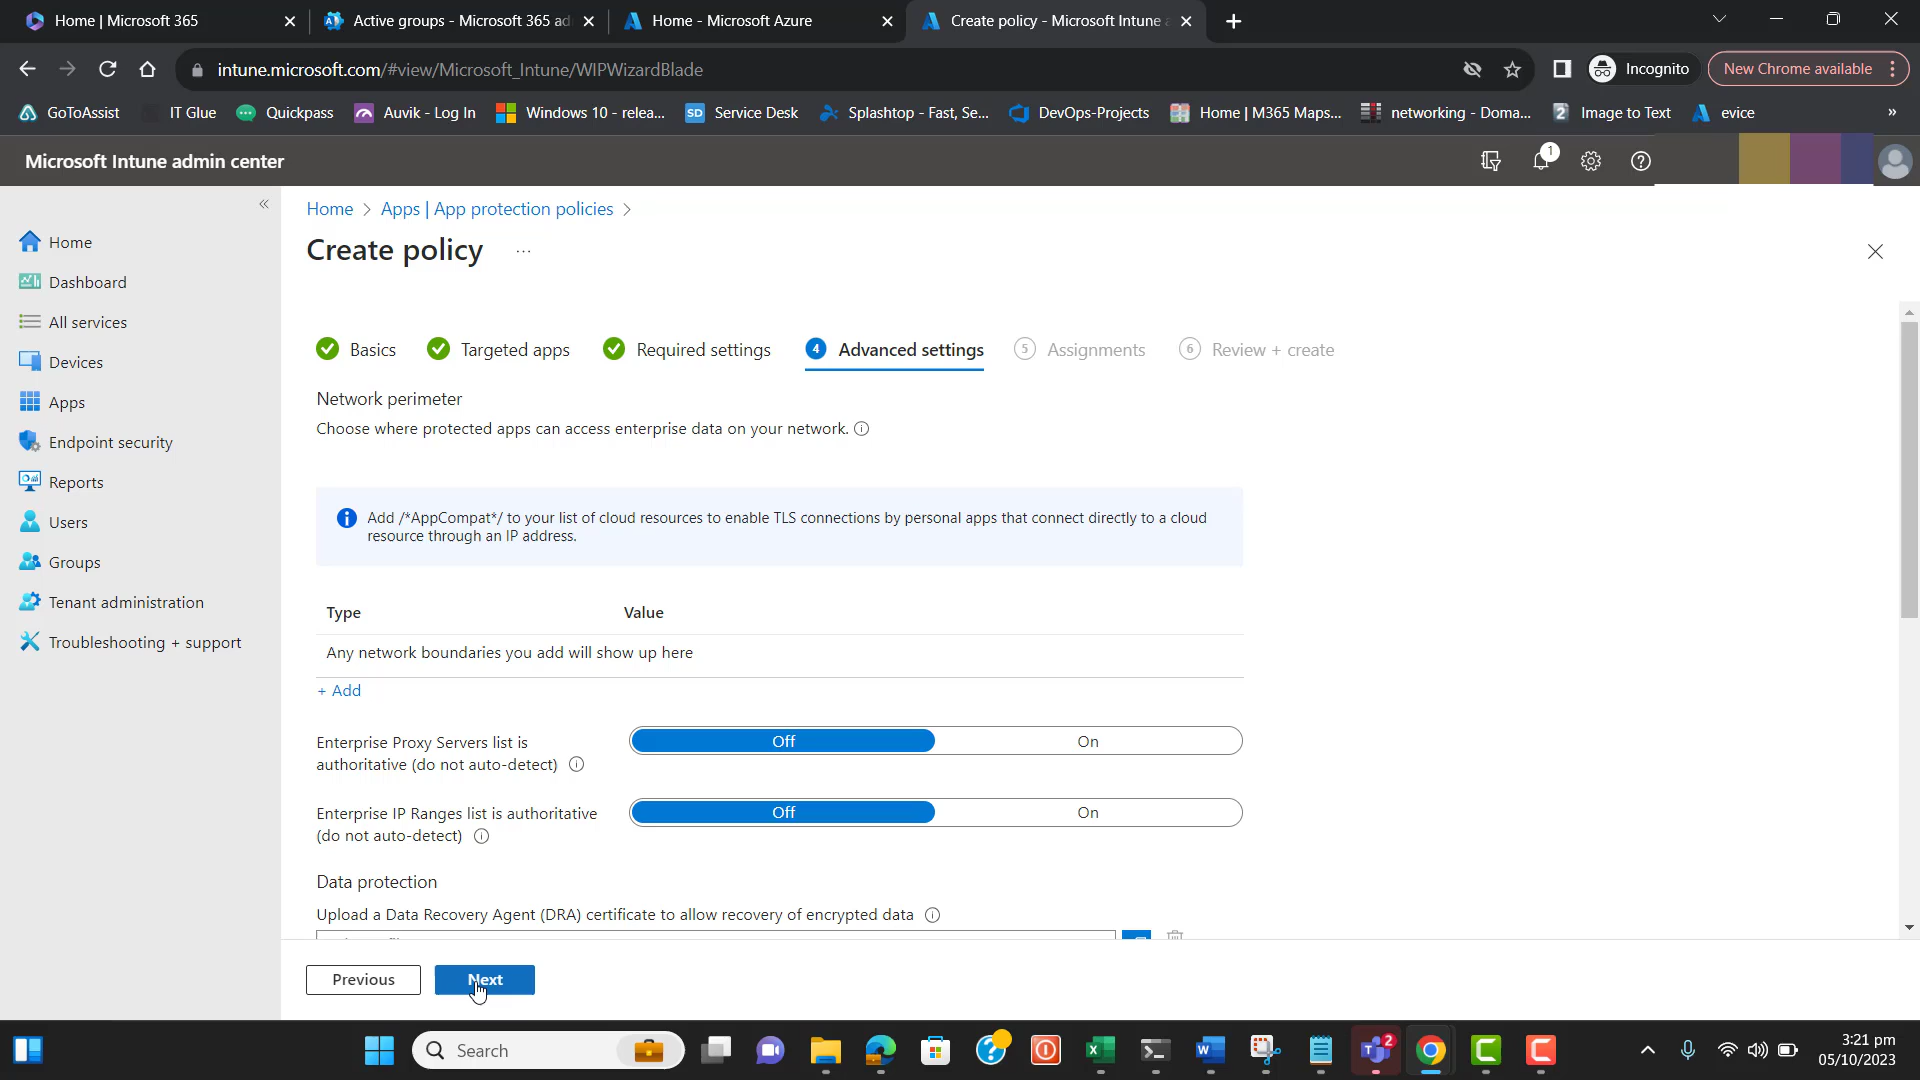 Home | Microsoft 365
Active groups - Microsoft 365 ad
Home - Microsoft Azure
Create policy - Microsoft Intune a
intune.microsoft.com/#view/Microsoft_Intune/WIPWizardBlade
Incognito
New Chrome available
GoToAssist
IT Glue
Quickpass
Auvik - Log In
Windows 10 - relea...
SD
Service Desk
Splashtop - Fast, Se...
DevOps-Projects
Home | M365 Maps...
networking - Doma...
2
Image to Text
evice
»
Microsoft Intune admin center
1
Home > Apps | App protection policies >
Create policy ...
Home
Dashboard
All services
Devices
Apps
Endpoint security
Reports
Users
Groups
Tenant administration
Troubleshooting + support
Basics
Targeted apps
Required settings
4 Advanced settings
5 Assignments
6 Review + create
Network perimeter
Choose where protected apps can access enterprise data on your network.
Add /*AppCompat*/ to your list of cloud resources to enable TLS connections by personal apps that connect directly to a cloud
resource through an IP address.
Type Value
Any network boundaries you add will show up here
+ Add
Enterprise Proxy Servers list is
authoritative (do not auto-detect)
Off On
Enterprise IP Ranges list is authoritative
(do not auto-detect)
Off On
Data protection
Upload a Data Recovery Agent (DRA) certificate to allow recovery of encrypted data
Previous
Next
Search
2
3:21 pm
05/10/2023